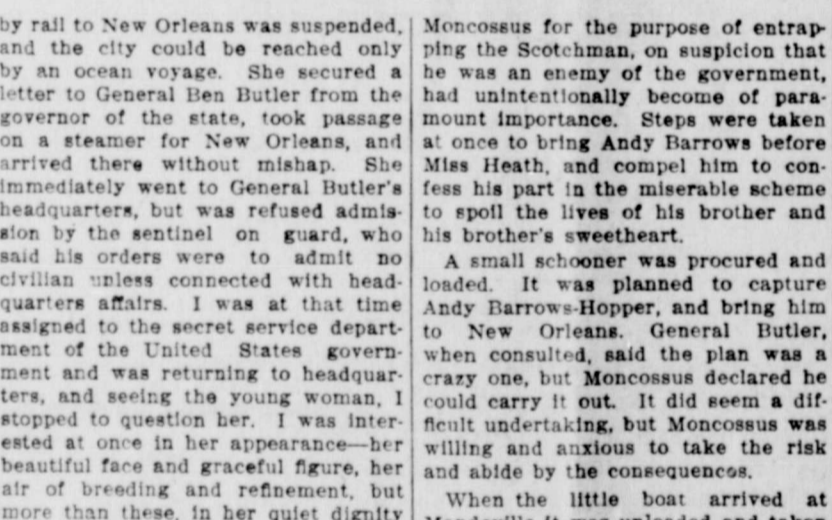 by rail to New Orleans was suspended,
and the city could be reached only
by an ocean voyage. She secured a
letter to General Ben Butler from the
governor of the state, took passage
on a steamer for New Orleans, and
arrived there without mishap. She
immediately went to General Butler's
headquarters, but was refused admis-
sion by the sentinel on guard, who
said his orders were to admit no
civilian unless connected with head-
quarters affairs. I was at that time
assigned to the secret service depart-
ment of the United States govern-
ment and was returning to headquar-
ters, and seeing the young woman, I
stopped to question her. I was inter-
ested at once in her appearance—her
beautiful face and graceful figure, her
air of breeding and refinement, but
more than these, in her quiet dignity
Moncossus for the purpose of entrap-
ping the Scotchman, on suspicion that
he was an enemy of the government,
had unintentionally become of para-
mount importance. Steps were taken
at once to bring Andy Barrows before
Miss Heath, and compel him to con-
fess his part in the miserable scheme
to spoil the lives of his brother and
his brother's sweetheart.
A small schooner was procured and
loaded. It was planned to capture
Andy Barrows-Hopper, and bring him
to New Orleans. General Butler,
when consulted, said the plan was a
crazy one, but Moncossus declared he
could carry it out. It did seem a dif-
ficult undertaking, but Moncossus was
willing and anxious to take the risk
and abide by the consequences.
When the little boat arrived at